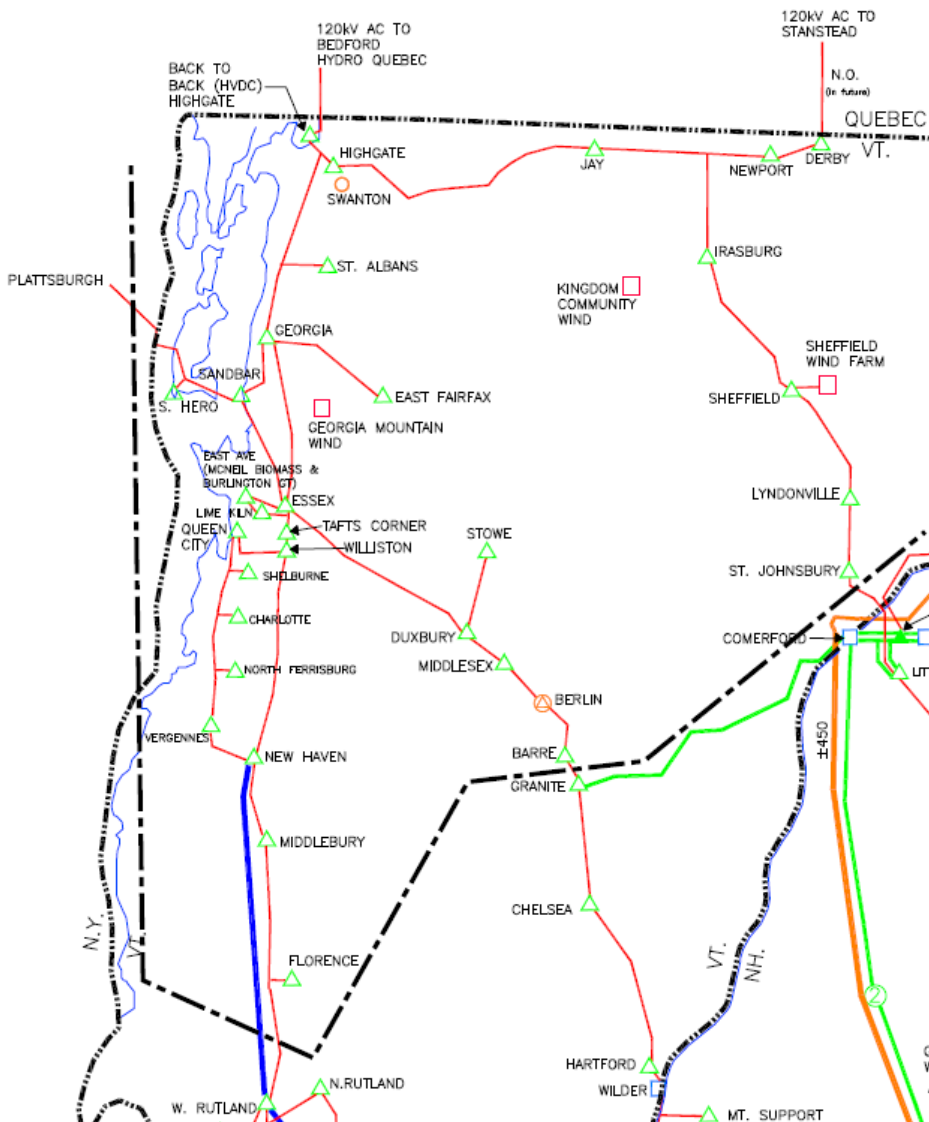 120kV AC TO
BEDFORD
HYDRO QUEBEC
120kV AC TO
STANSTEAD
BACK TO
BACK (HVDC)
HIGHGATE
N.O.
(in future)
QUEBEC
VT.
HIGHGATE
SWANTON
JAY
NEWPORT
DERBY
IRASBURG
ST. ALBANS
PLATTSBURGH
KINGDOM
COMMUNITY
WIND
GEORGIA
SHEFFIELD
WIND FARM
SANDBAR
S. HERO
EAST FAIRFAX
SHEFFIELD
GEORGIA MOUNTAIN
WIND
EAST AVE
(MCNEIL BIOMASS &
BURLINGTON GT)
LYNDONVILLE
ESSEX
LIME KILN
QUEEN
CITY
TAFTS CORNER
STOWE
WILLISTON
SHELBURNE
ST. JOHNSBURY
CHARLOTTE
DUXBURY
COMERFORD
MIDDLESEX
NORTH FERRISBURG
LIT
BERLIN
VERGENNES
±450
NEW HAVEN
BARRE
GRANITE
MIDDLEBURY
CHELSEA
N.Y.
VT.
VT.
NH.
FLORENCE
2
HARTFORD
WILDER
N.RUTLAND
W. RUTLAND
MT. SUPPORT